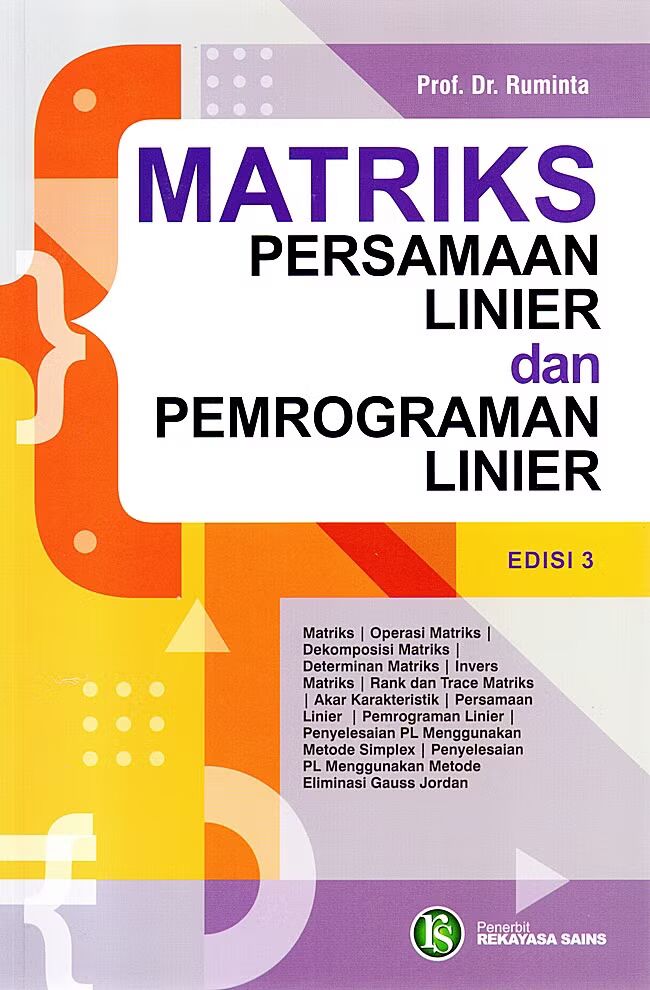 Prof. Dr. Ruminta
MATRIKS
PERSAMAAN
LINIER
dan
PEMROGRAMAN
LINIER
EDISI 3
Matriks | Operasi Matriks |
Dekomposisi Matriks |
Determinan Matriks | Invers
Matriks | Rank dan Trace Matriks
| Akar Karakteristik | Persamaan
Linier | Pemrograman Linier |
Penyelesaian PL Menggunakan
Metode Simplex | Penyelesaian
PL Menggunakan Metode
Eliminasi Gauss Jordan
rs
Penerbit
REKAYASA SAINS